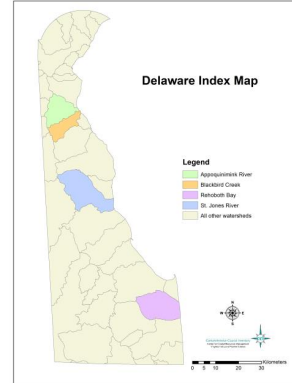 Delaware Index Map
Legend
Appoquinimink River
Blackbird Creek
Rehoboth Bay
St. Jones River
All other watersheds
N
W E
S
0 5 10 20 30
Kilometers